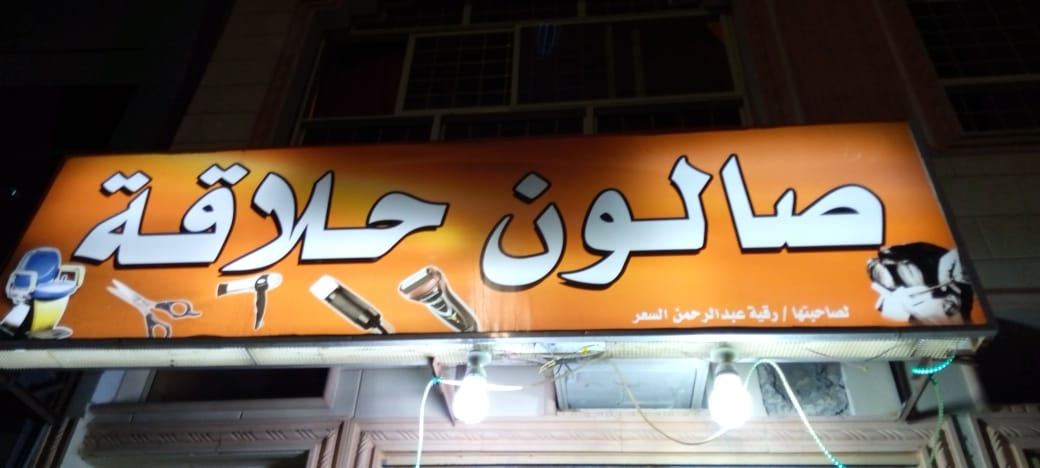 صالون حلاقة
لصاحبتها / رقية عبدالرحمن السعر